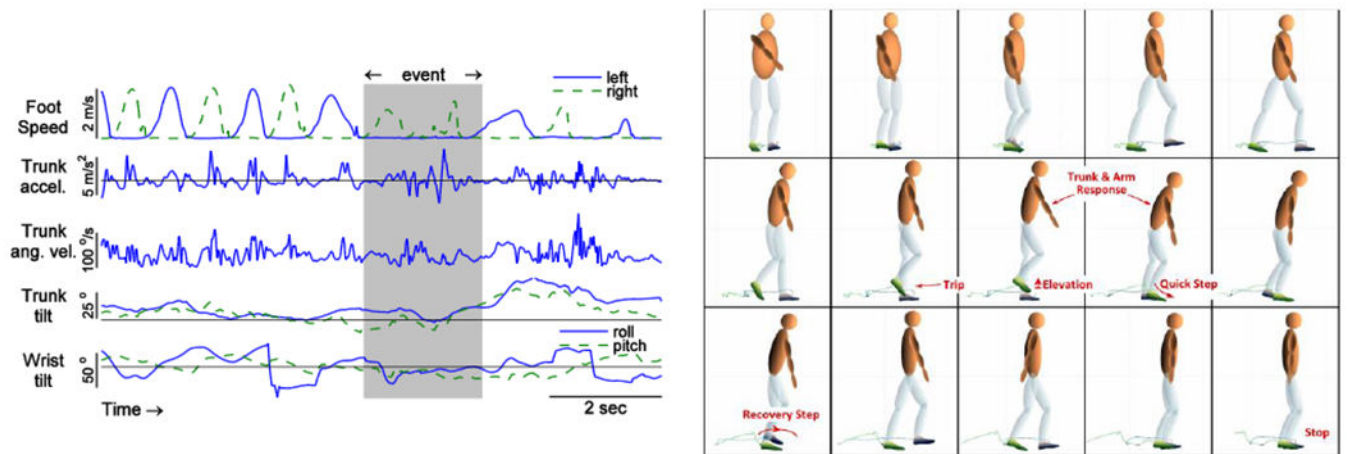 ← event →
left
right
Foot
Speed
2 m/s
Trunk
accel.
5 m/s²
Trunk
ang. vel.
100°/s
Trunk
tilt
25°
roll
pitch
Wrist
tilt
50°
Time →
2 sec
Trunk & Arm
Response
Trip
Elevation
Quick Step
Recovery Step
Stop